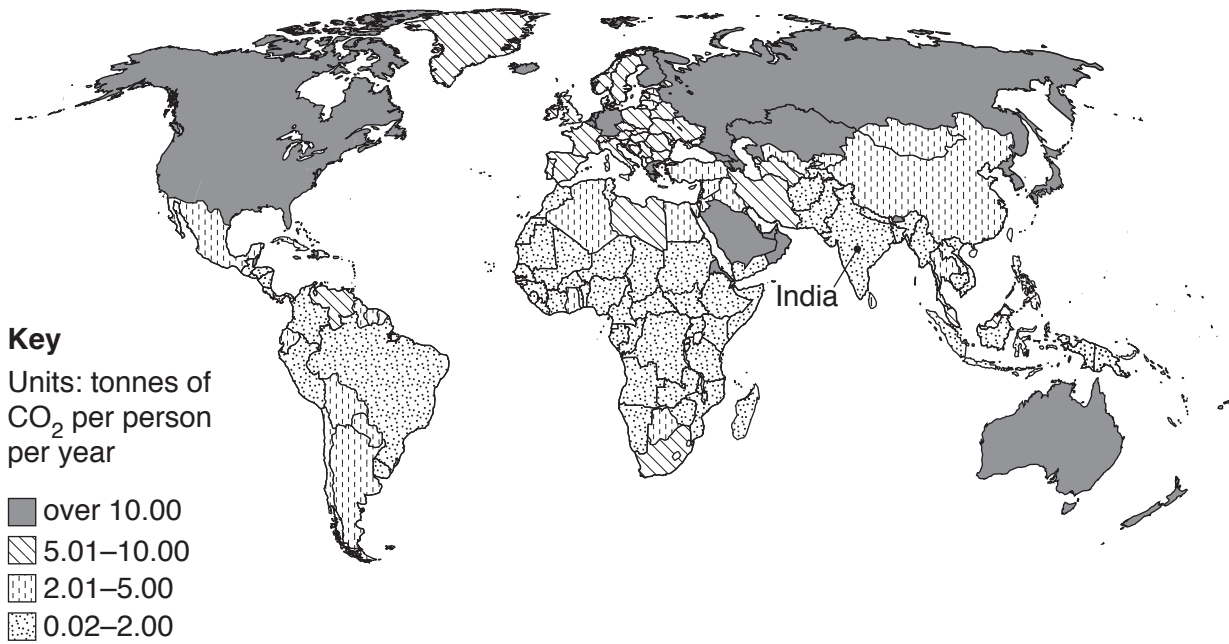 India
Key
Units: tonnes of
CO₂ per person
per year
over 10.00
5.01–10.00
2.01–5.00
0.02–2.00